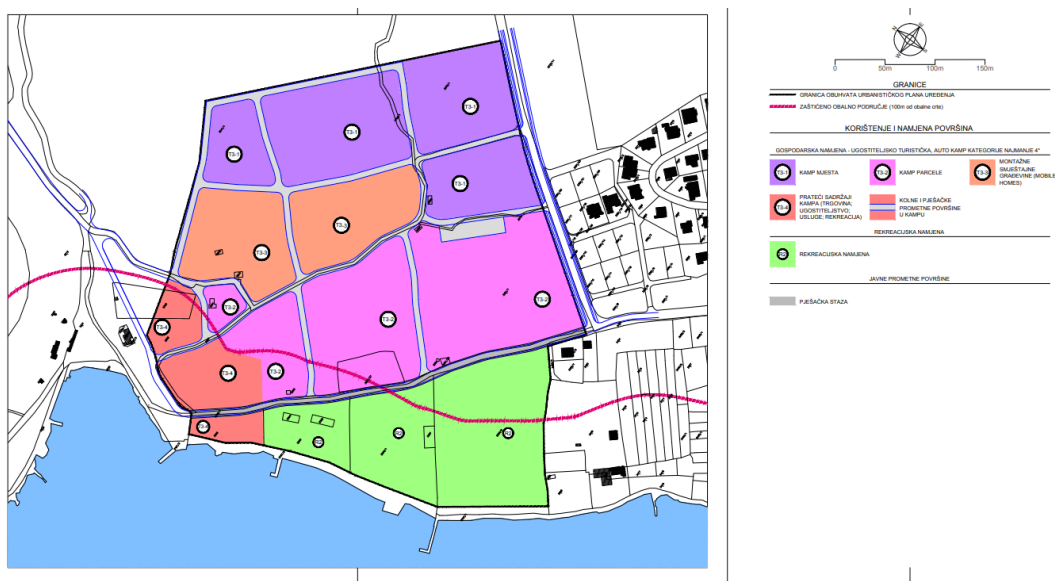 0 50m 100m 150m
GRANICE
GRANICA OBUHVATA URBANISTIČKOG PLANA UREĐENJA
ZAŠTIĆENO OBALNO PODRUČJE (100m od obalne crte)
KORIŠTENJE I NAMJENA POVRŠINA
GOSPODARSKA NAMJENA - UGOSTITELJSKO TURISTIČKA, AUTO KAMP KATEGORIJE NAJMANJE 4*
T3-1 KAMP MJESTA
T3-2 KAMP PARCELE
T3-3 MONTAŽNE
SMJEŠTAJNE
GRAĐEVINE (MOBILE
HOMES)
T3-4 PRATEĆI SADRŽAJI
KAMPA (TRGOVINA;
UGOSTITELJSTVO;
USLUGE; REKREACIJA)
KOLNE I PJEŠAČKE
PROMETNE POVRŠINE
U KAMPU
REKREACIJSKA NAMJENA
REKREACIJSKA NAMJENA
JAVNE PROMETNE POVRŠINE
PJEŠAČKA STAZA
T3-1
T3-1
T3-1
T3-1
T3-3
T3-3
T3-2
T3-2
T3-2
T3-2
T3-4
T3-4
T3-4